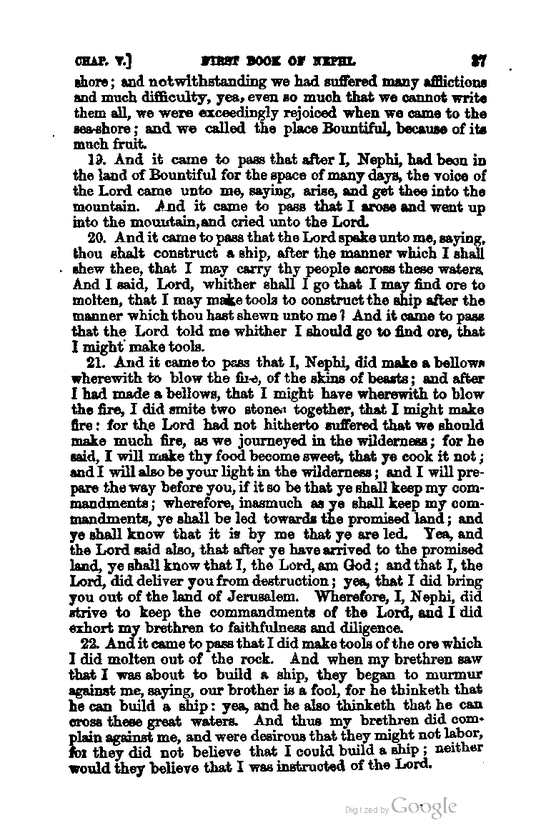 CHAP. V.] FIRST BOOK OF NEPHI. 37
shore; and notwithstanding we had suffered many afflictions
and much difficulty, yea, even so much that we cannot write
them all, we were exceedingly rejoiced when we came to the
sea-shore; and we called the place Bountiful, because of its
much fruit.
19. And it came to pass that after I, Nephi, had been in
the land of Bountiful for the space of many days, the voice of
the Lord came unto me, saying, arise, and get thee into the
mountain. And it came to pass that I arose and went up
into the mountain, and cried unto the Lord.
20. And it came to pass that the Lord spake unto me, saying,
thou shalt construct a ship, after the manner which I shall
shew thee, that I may carry thy people across these waters.
And I said, Lord, whither shall I go that I may find ore to
molten, that I may make tools to construct the ship after the
manner which thou hast shewn unto me? And it came to pass
that the Lord told me whither I should go to find ore, that
I might make tools.
21. And it came to pass that I, Nephi, did make a bellows
wherewith to blow the fire, of the skins of beasts; and after
I had made a bellows, that I might have wherewith to blow
the fire, I did smite two stones together, that I might make
fire: for the Lord had not hitherto suffered that we should
make much fire, as we journeyed in the wilderness; for he
said, I will make thy food become sweet, that ye cook it not;
and I will also be your light in the wilderness; and I will pre-
pare the way before you, if it so be that ye shall keep my com-
mandments; wherefore, inasmuch as ye shall keep my com-
mandments, ye shall be led towards the promised land; and
ye shall know that it is by me that ye are led. Yea, and
the Lord said also, that after ye have arrived to the promised
land, ye shall know that I, the Lord, am God; and that I, the
Lord, did deliver you from destruction; yea, that I did bring
you out of the land of Jerusalem. Wherefore, I, Nephi, did
strive to keep the commandments of the Lord, and I did
exhort my brethren to faithfulness and diligence.
22. And it came to pass that I did make tools of the ore which
I did molten out of the rock. And when my brethren saw
that I was about to build a ship, they began to murmur
against me, saying, our brother is a fool, for he thinketh that
he can build a ship: yea, and he also thinketh that he can
cross these great waters. And thus my brethren did com-
plain against me, and were desirous that they might not labor,
for they did not believe that I could build a ship; neither
would they believe that I was instructed of the Lord.
Digitized by Google